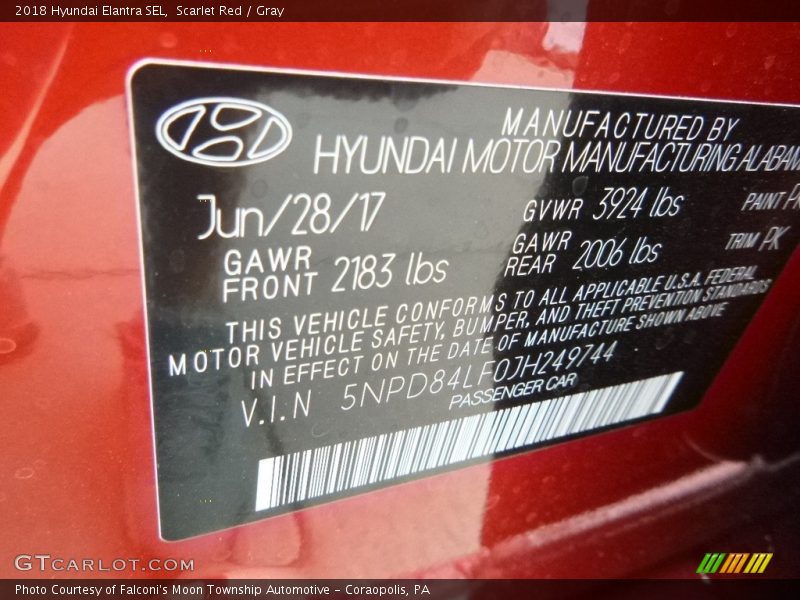 2018 Hyundai Elantra SEL, Scarlet Red / Gray
MANUFACTURED BY
HYUNDAI MOTOR MANUFACTURING ALABAMA
Jun/28/17 GVWR 3924 lbs PAINT
GAWR FRONT 2183 lbs GAWR REAR 2006 lbs TRIM PK
THIS VEHICLE CONFORMS TO ALL APPLICABLE U.S.A. FEDERAL
MOTOR VEHICLE SAFETY, BUMPER, AND THEFT PREVENTION STANDARDS
IN EFFECT ON THE DATE OF MANUFACTURE SHOWN ABOVE
V.I.N 5NPD84LF0JH249744
PASSENGER CAR
GTCARLOT.COM
Photo Courtesy of Falconi's Moon Township Automotive - Coraopolis, PA